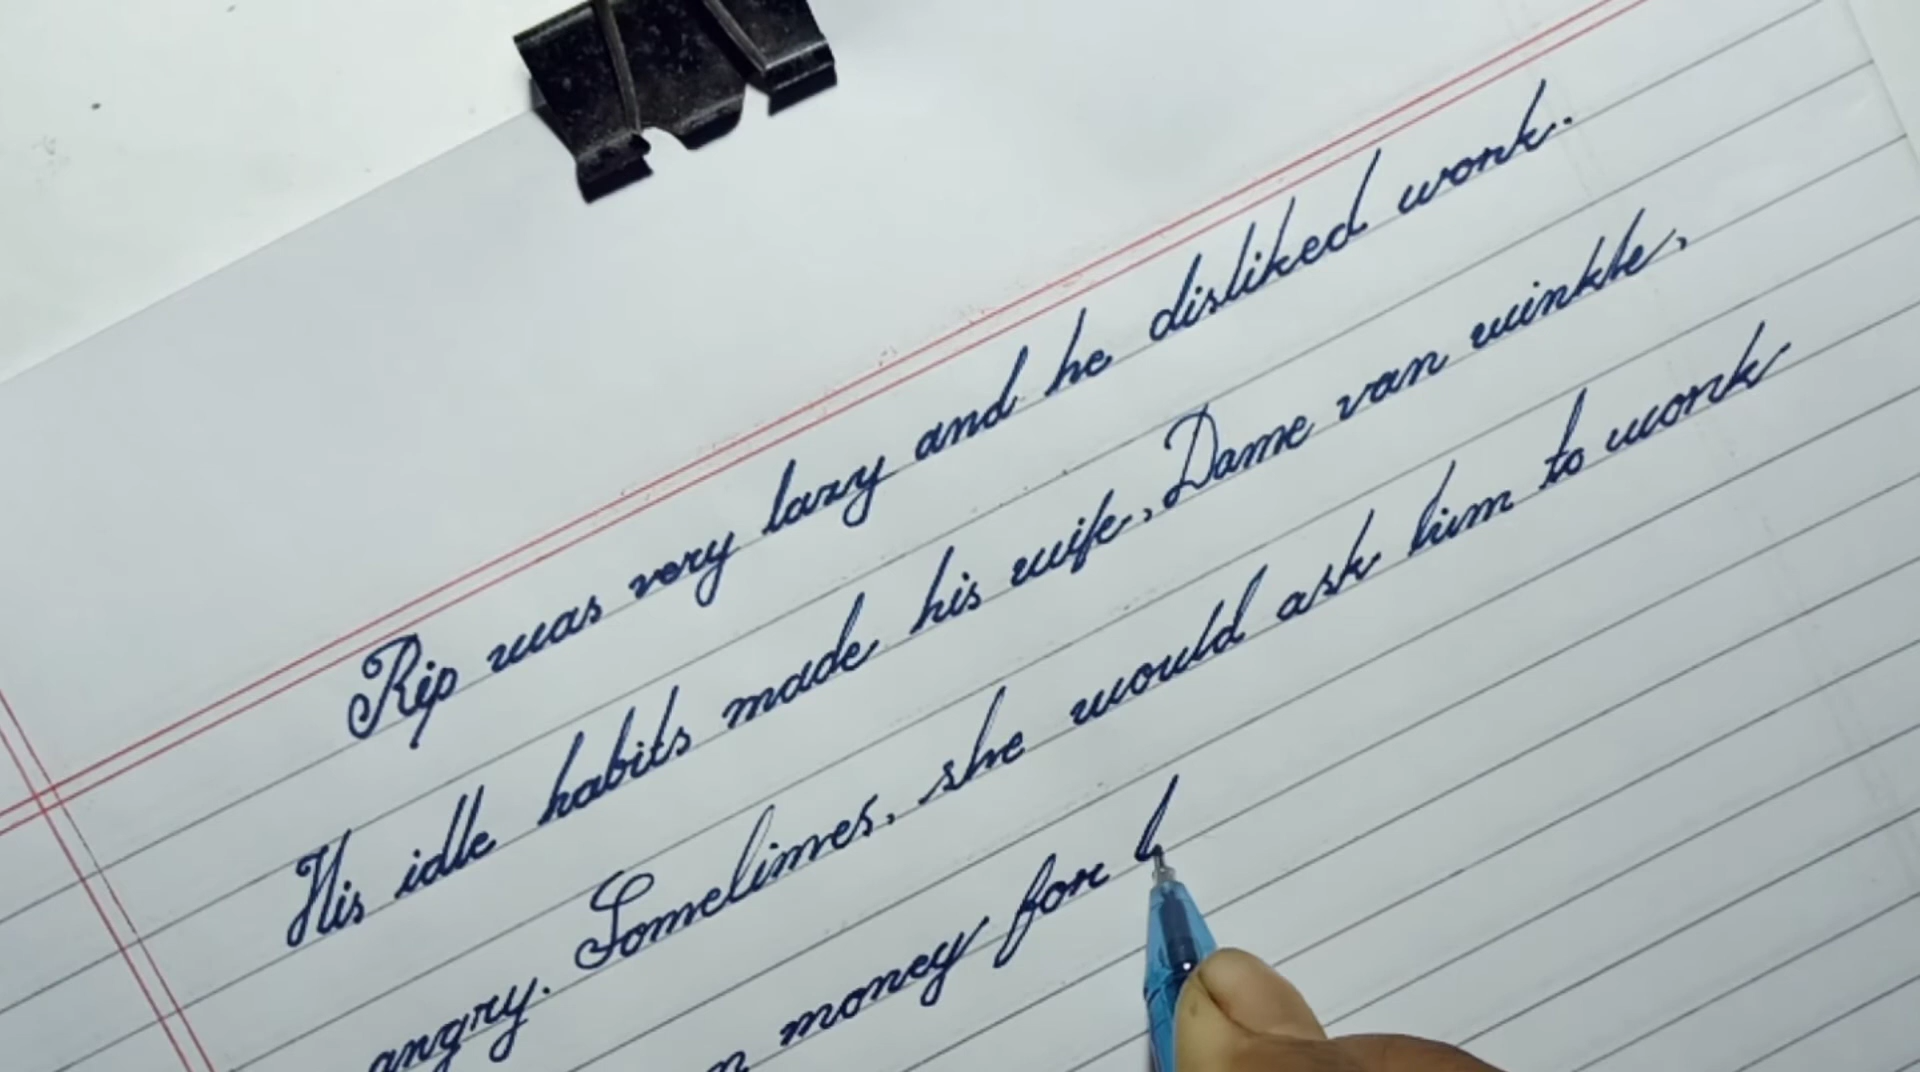 Rip was very lazy and he disliked work.
His idle habits made his wife, Dame van winkle,
angry. Sometimes, she would ask him to work
money for